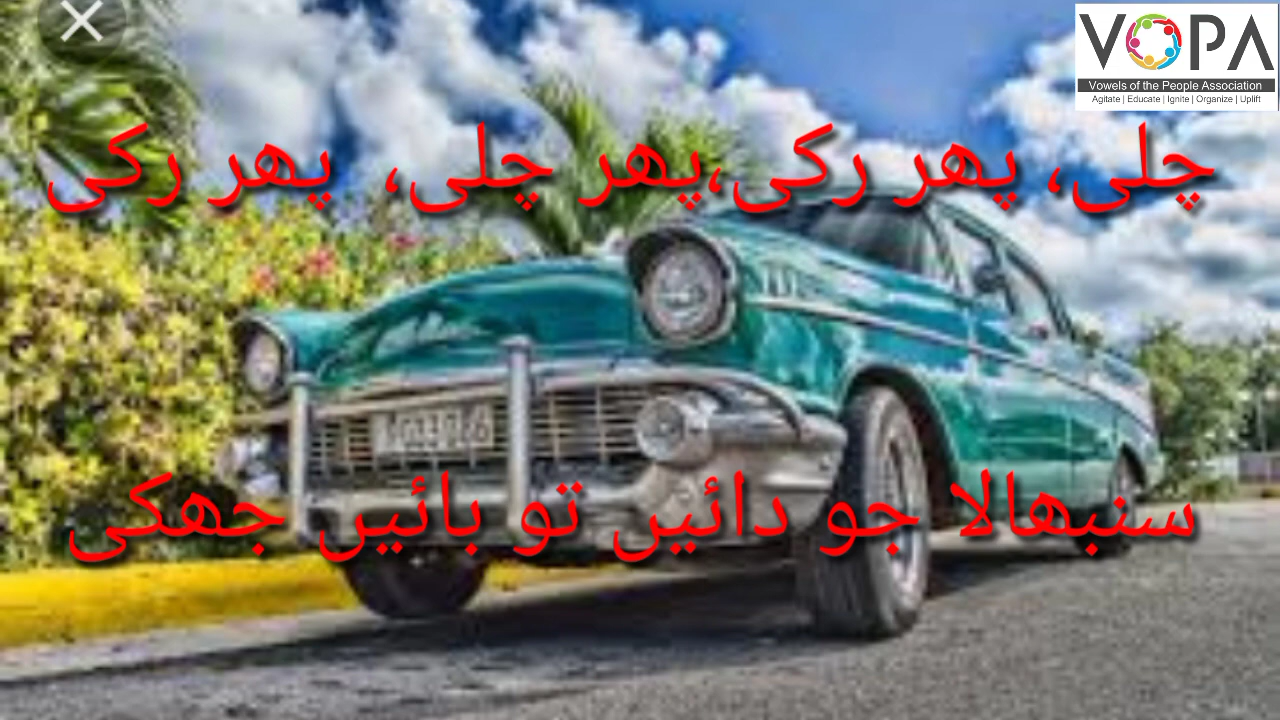 VOPA
Vowels of the People Association
Agitate | Educate | Ignite | Organize | Uplift
چلی، پھر رکی،پھر چلی، پھر رکی
سنبھالا جو دائیں تو بائیں جھکی